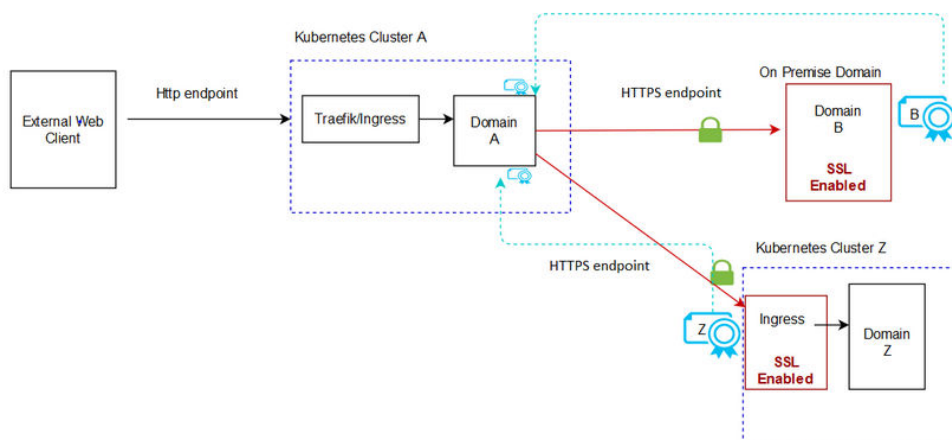 Kubernetes Cluster A
External Web
Client
Http endpoint
Traefik/Ingress
Domain
A
HTTPS endpoint
On Premise Domain
Domain
B
SSL
Enabled
B
HTTPS endpoint
Kubernetes Cluster Z
Z
Ingress
SSL
Enabled
Domain
Z